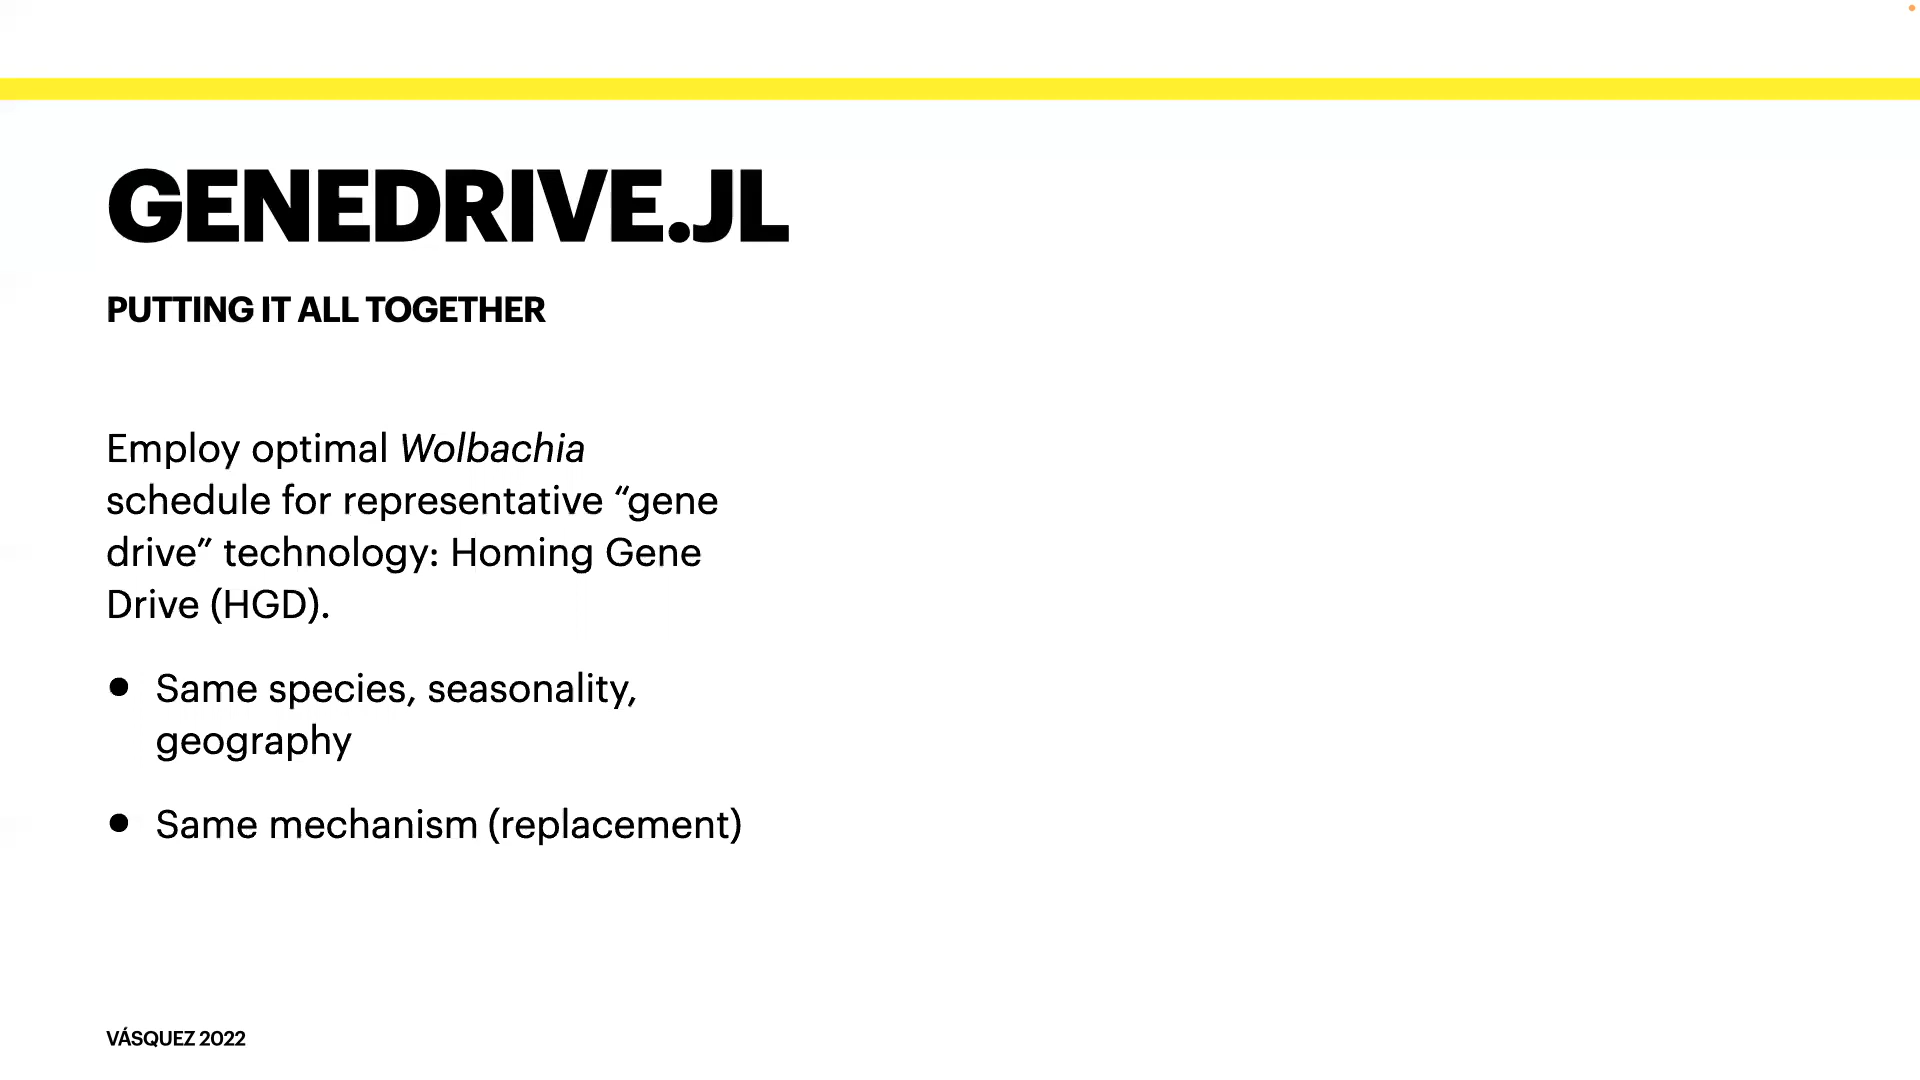 GENEDRIVE.JL
PUTTING IT ALL TOGETHER
Employ optimal Wolbachia
schedule for representative “gene
drive” technology: Homing Gene
Drive (HGD).
● Same species, seasonality,
geography
● Same mechanism (replacement)
VÁSQUEZ 2022